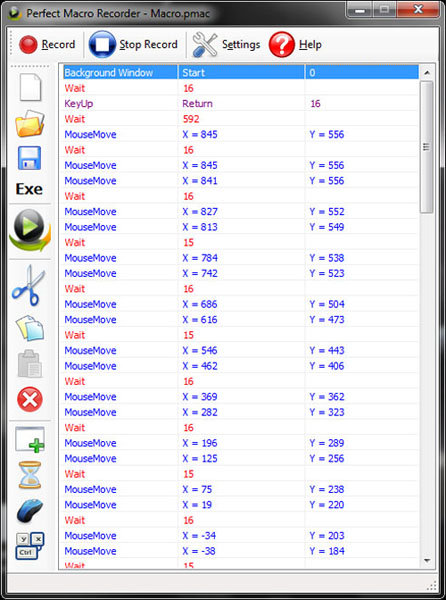 Perfect Macro Recorder - Macro.pmac
Record Stop Record Settings Help
Exe
Background Window Start 0
Wait 16
KeyUp Return 16
Wait 592
MouseMove X = 845 Y = 556
Wait 16
MouseMove X = 845 Y = 556
MouseMove X = 841 Y = 556
Wait 16
MouseMove X = 827 Y = 552
MouseMove X = 813 Y = 549
Wait 15
MouseMove X = 784 Y = 538
MouseMove X = 742 Y = 523
Wait 16
MouseMove X = 686 Y = 504
MouseMove X = 616 Y = 473
Wait 15
MouseMove X = 546 Y = 443
MouseMove X = 462 Y = 406
Wait 16
MouseMove X = 369 Y = 362
MouseMove X = 282 Y = 323
Wait 16
MouseMove X = 196 Y = 289
MouseMove X = 125 Y = 256
Wait 15
MouseMove X = 75 Y = 238
MouseMove X = 19 Y = 220
Wait 16
MouseMove X = -34 Y = 203
MouseMove X = -38 Y = 184
Wait 15
y x
Ctrl